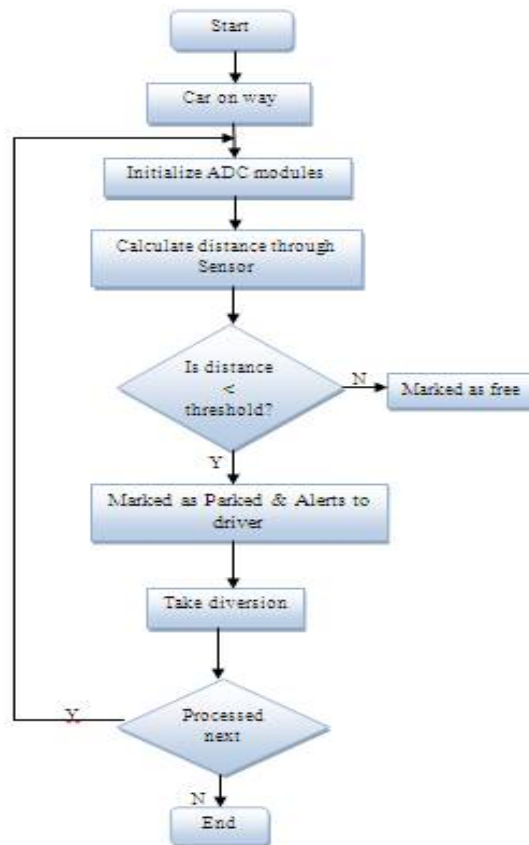 Start
Car on way
Initialize ADC modules
Calculate distance through
Sensor
Is distance
<
threshold?
N
Marked as free
Y
Marked as Parked & Alerts to
driver
Take diversion
Y
Processed
next
N
End